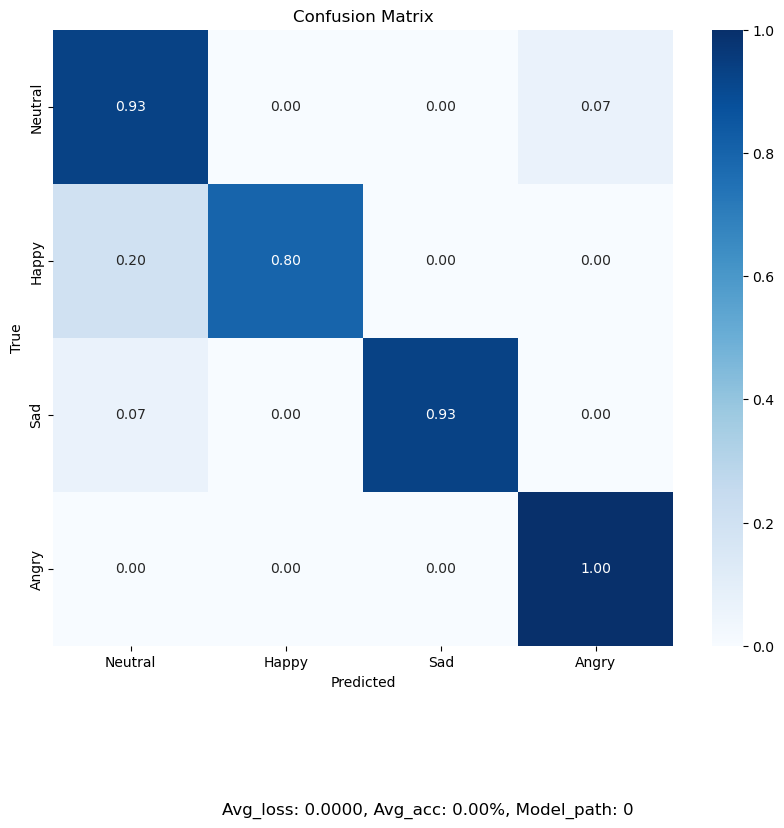 Confusion Matrix
True
Neutral 0.93 0.00 0.00 0.07
Happy 0.20 0.80 0.00 0.00
Sad 0.07 0.00 0.93 0.00
Angry 0.00 0.00 0.00 1.00
Neutral Happy Sad Angry
Predicted
1.0
0.8
0.6
0.4
0.2
0.0
Avg_loss: 0.0000, Avg_acc: 0.00%, Model_path: 0